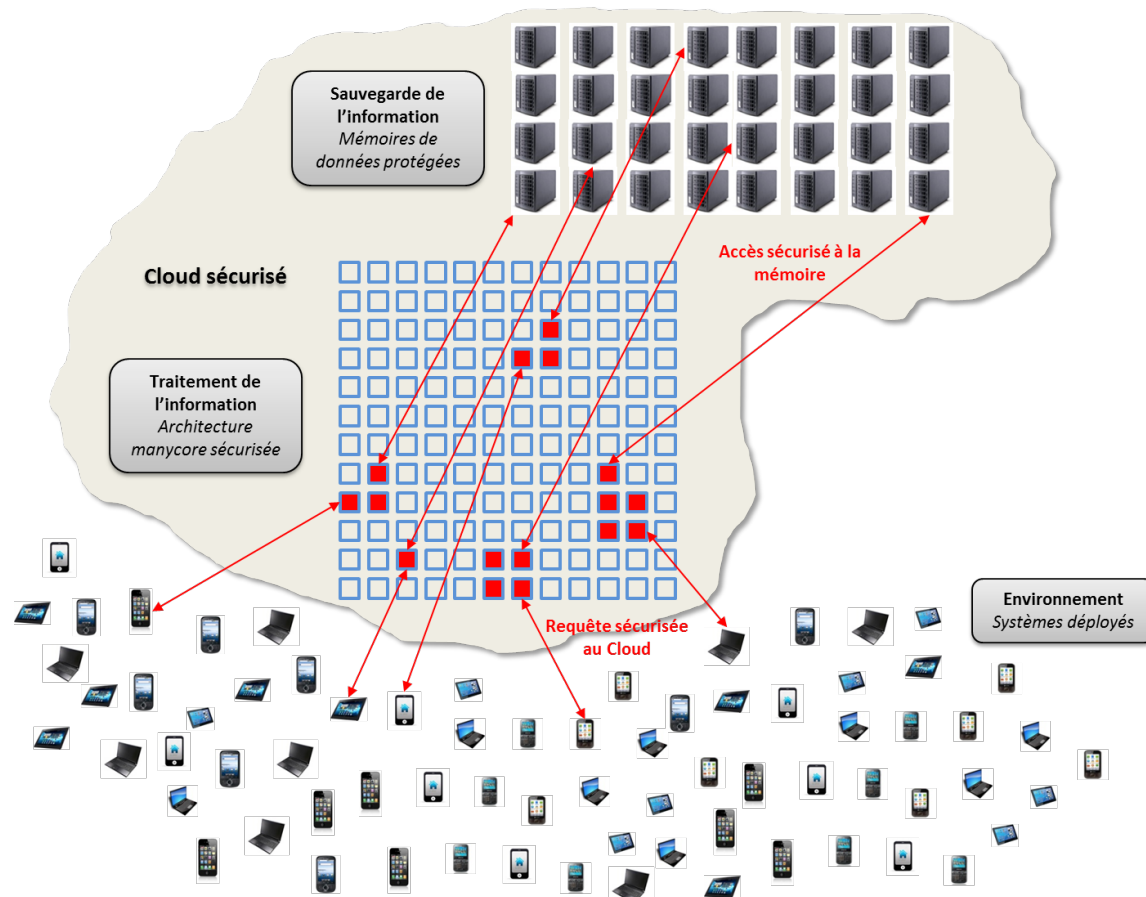 Sauvegarde de
l’information
Mémoires de
données protégées
Accès sécurisé à la
mémoire
Cloud sécurisé
Traitement de
l’information
Architecture
manycore sécurisée
Environnement
Systèmes déployés
Requête sécurisée
au Cloud